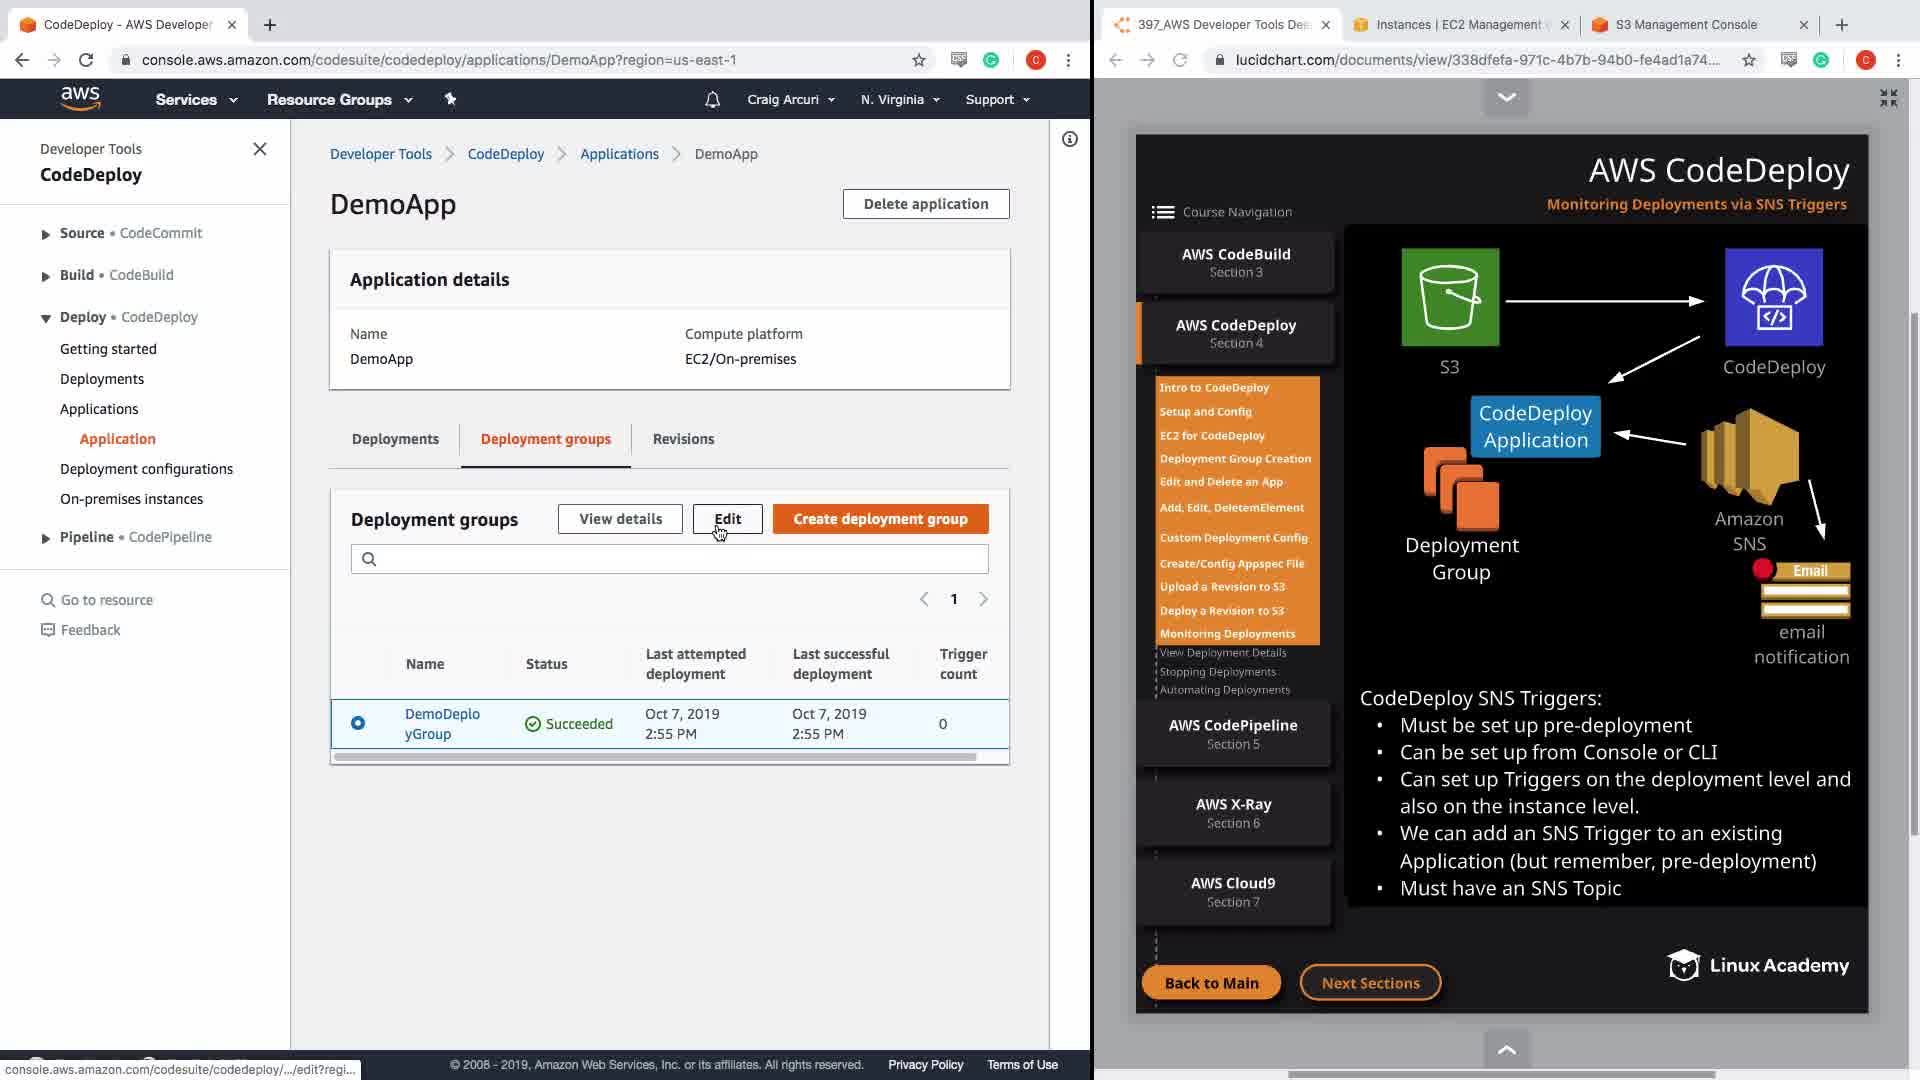 CodeDeploy - AWS Developer
console.aws.amazon.com/codesuite/codedeploy/applications/DemoApp?region=us-east-1
C
aws
Services
Resource Groups
Craig Arcuri
N. Virginia
Support
Developer Tools
CodeDeploy
Source • CodeCommit
Build • CodeBuild
Deploy • CodeDeploy
Getting started
Deployments
Applications
Application
Deployment configurations
On-premises instances
Pipeline • CodePipeline
Go to resource
Feedback
Developer Tools
CodeDeploy
Applications
DemoApp
DemoApp
Delete application
Application details
Name
Compute platform
DemoApp
EC2/On-premises
Deployments
Deployment groups
Revisions
Deployment groups
View details
Edit
Create deployment group
1
Name
Status
Last attempted deployment
Last successful deployment
Trigger count
DemoDeplo
yGroup
Succeeded
Oct 7, 2019
2:55 PM
Oct 7, 2019
2:55 PM
0
console.aws.amazon.com/codesuite/codedeploy/.../edit?regi...
© 2008 - 2019, Amazon Web Services, Inc. or its affiliates. All rights reserved.
Privacy Policy
Terms of Use
397_AWS Developer Tools De
Instances | EC2 Management
S3 Management Console
lucidchart.com/documents/view/338dfefa-971c-4b7b-94b0-fe4ad1a74...
C
AWS CodeDeploy
Monitoring Deployments via SNS Triggers
Course Navigation
AWS CodeBuild
Section 3
AWS CodeDeploy
Section 4
Intro to CodeDeploy
Setup and Config
EC2 for CodeDeploy
Deployment Group Creation
Edit and Delete an App
Add, Edit, DeletemElement
Custom Deployment Config
Create/Config Appspec File
Upload a Revision to S3
Deploy a Revision to S3
Monitoring Deployments
View Deployment Details
Stopping Deployments
Automating Deployments
AWS CodePipeline
Section 5
AWS X-Ray
Section 6
AWS Cloud9
Section 7
Back to Main
Next Sections
S3
CodeDeploy
CodeDeploy
Application
Deployment
Group
Amazon
SNS
Email
email
notification
CodeDeploy SNS Triggers:
• Must be set up pre-deployment
• Can be set up from Console or CLI
• Can set up Triggers on the deployment level and
also on the instance level.
• We can add an SNS Trigger to an existing
Application (but remember, pre-deployment)
• Must have an SNS Topic
Linux Academy